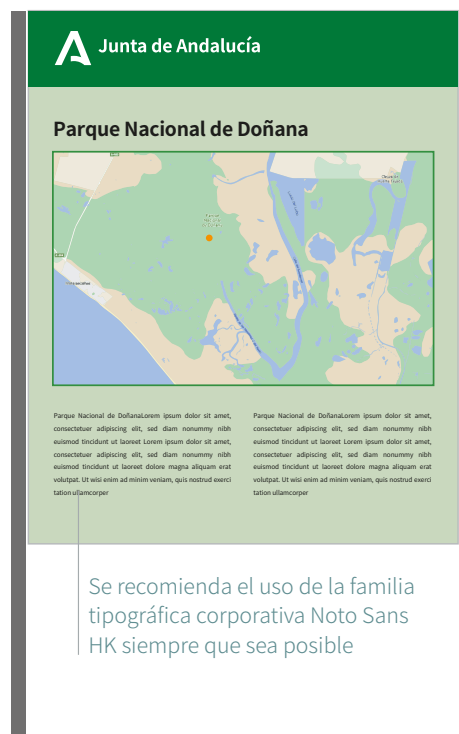 Junta de Andalucía
Parque Nacional de Doñana
Parque
Nacional
Parque Nacional de DoñanaLorem ipsum dolor sit amet,
consectetuer adipiscing elit, sed diam nonummy nibh
euismod tincidunt ut laoreet Lorem ipsum dolor sit amet,
consectetuer adipiscing elit, sed diam nonummy nibh
euismod tincidunt ut laoreet dolore magna aliquam erat
volutpat. Ut wisi enim ad minim veniam, quis nostrud exerci
tation ullamcorper
Parque Nacional de DoñanaLorem ipsum dolor sit amet,
consectetuer adipiscing elit, sed diam nonummy nibh
euismod tincidunt ut laoreet Lorem ipsum dolor sit amet,
consectetuer adipiscing elit, sed diam nonummy nibh
euismod tincidunt ut laoreet dolore magna aliquam erat
volutpat. Ut wisi enim ad minim veniam, quis nostrud exerci
tation ullamcorper
Se recomienda el uso de la familia
tipográfica corporativa Noto Sans
HK siempre que sea posible